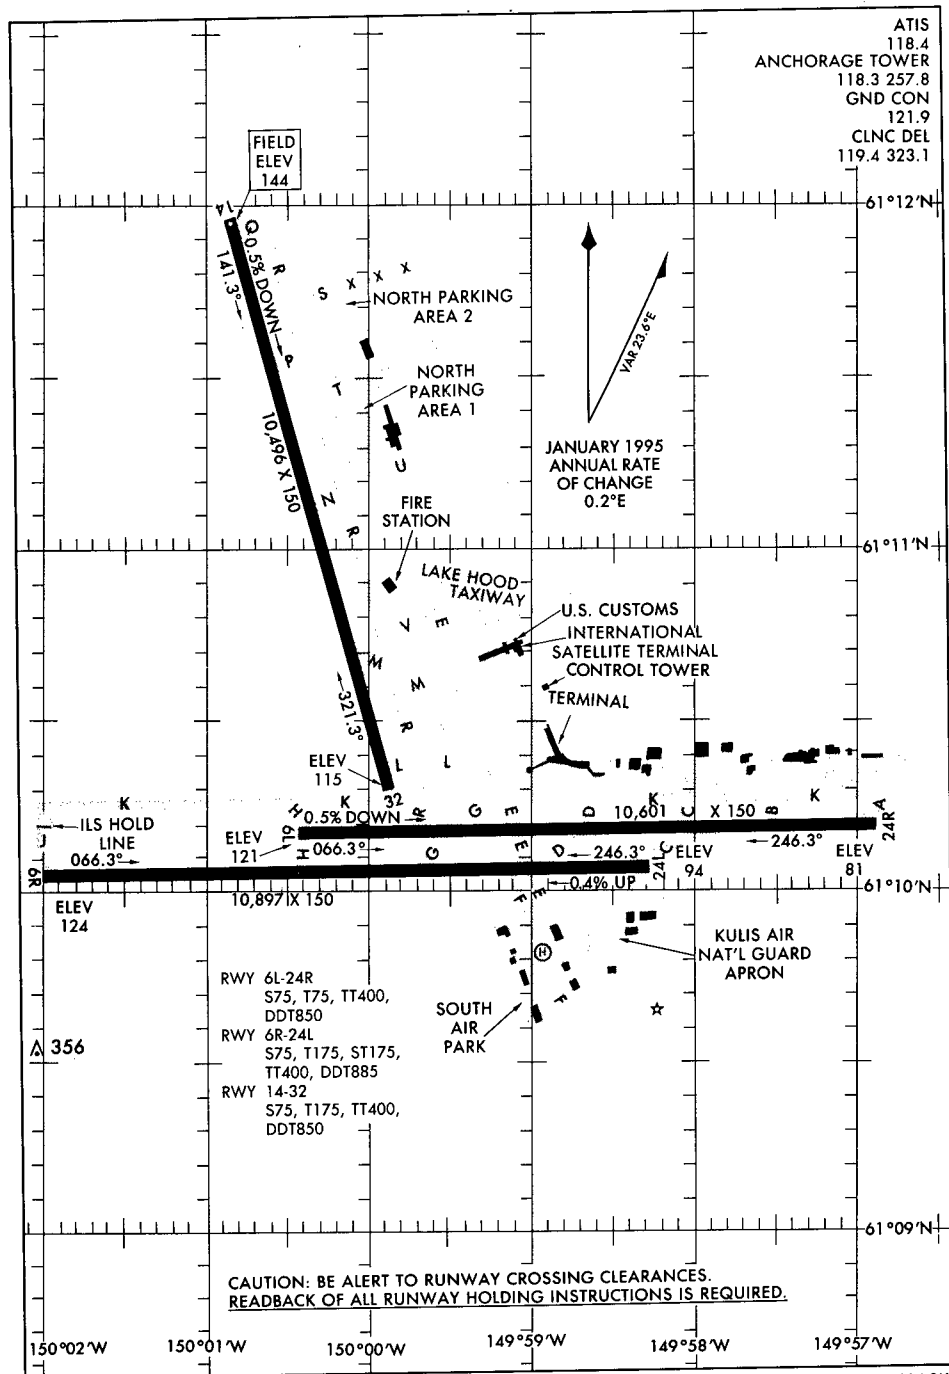 ATIS
118.4
ANCHORAGE TOWER
118.3 257.8
GND CON
121.9
CLNC DEL
119.4 323.1
FIELD
ELEV
144
61°12'N
14
Q
R
S
X X X
0.5% DOWN
141.3°
P
NORTH PARKING
AREA 2
VAR 23.6°E
NORTH
PARKING
AREA 1
T
U
10,496 X 150
JANUARY 1995
ANNUAL RATE
OF CHANGE
0.2°E
N
R
FIRE
STATION
61°11'N
LAKE HOOD
TAXIWAY
V
E
U.S. CUSTOMS
INTERNATIONAL
SATELLITE TERMINAL
CONTROL TOWER
M
M
TERMINAL
321.3°
R
L
L
ELEV
115
32
K
H
K
R
G
E
D
K
C
B
K
A
0.5% DOWN
10,601 X 150
24R
J
ILS HOLD
LINE
ELEV
121
6L
H
066.3°
G
E
D
246.3°
24L
C
ELEV
94
246.3°
ELEV
81
6R
066.3°
0.4% UP
61°10'N
ELEV
124
10,897 X 150
F
E
H
KULIS AIR
NAT'L GUARD
APRON
F
SOUTH
AIR
PARK
RWY 6L-24R
S75, T75, TT400,
DDT850
RWY 6R-24L
S75, T175, ST175,
TT400, DDT885
RWY 14-32
S75, T175, TT400,
DDT850
356
61°09'N
CAUTION: BE ALERT TO RUNWAY CROSSING CLEARANCES.
READBACK OF ALL RUNWAY HOLDING INSTRUCTIONS IS REQUIRED.
150°02'W
150°01'W
150°00'W
149°59'W
149°58'W
149°57'W